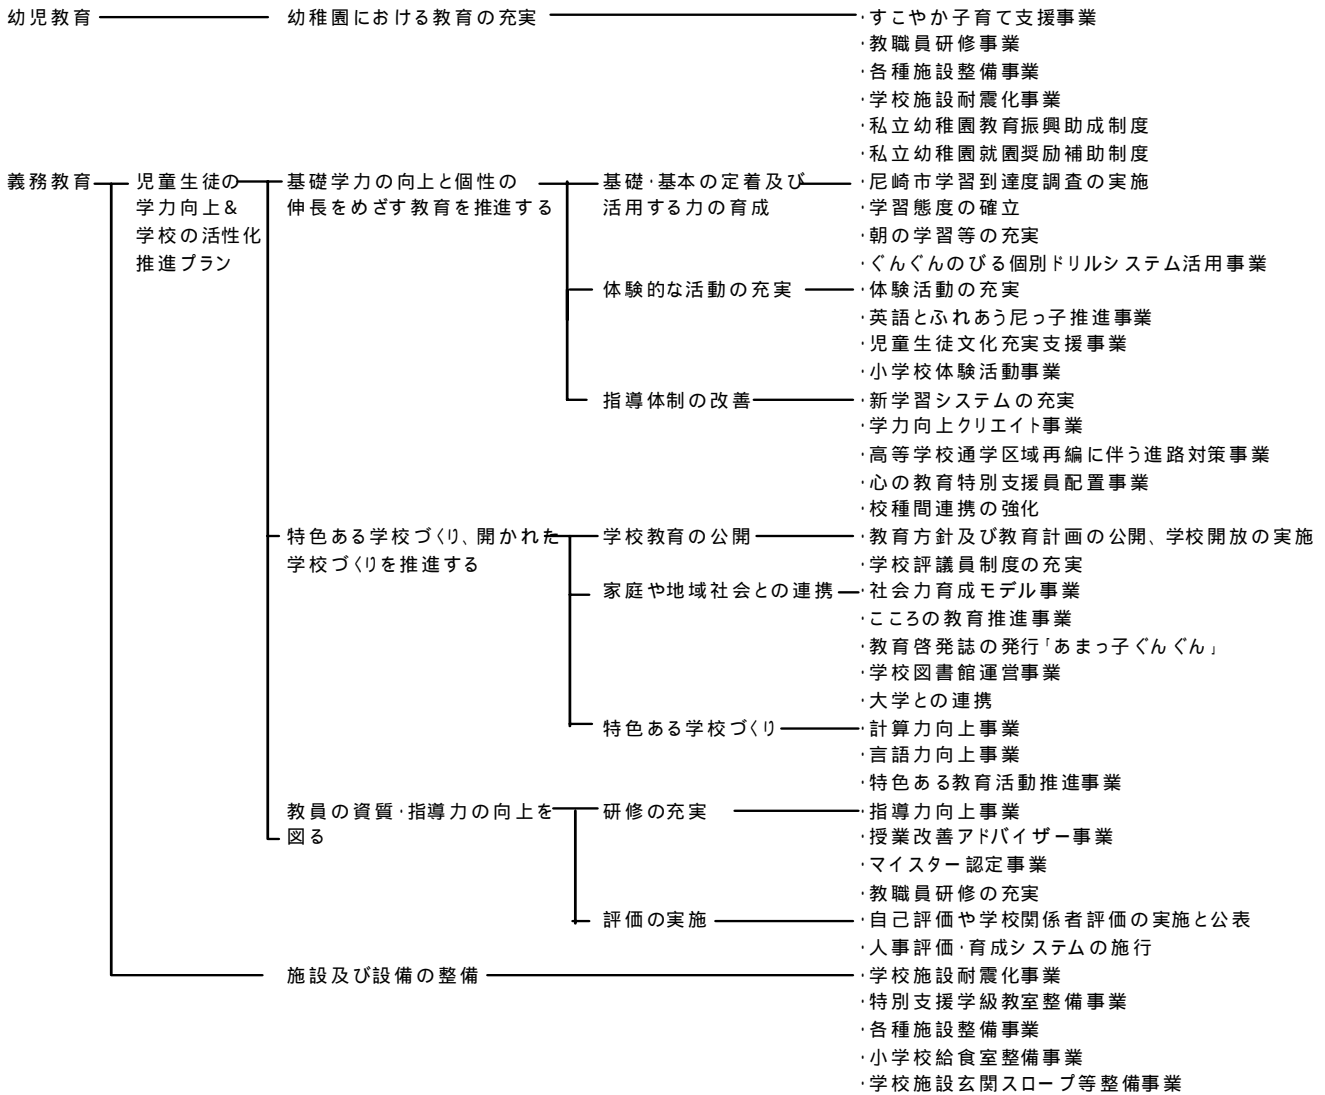 幼児教育 幼稚園における教育の充実 ･すこやか子育て支援事業
･教職員研修事業
･各種施設整備事業
･学校施設耐震化事業
･私立幼稚園教育振興助成制度
･私立幼稚園就園奨励補助制度
義務教育 児童生徒の 基礎学力の向上と個性の 基礎･基本の定着及び ･尼崎市学習到達度調査の実施
学力向上＆ 伸長をめざす教育を推進する 活用する力の育成 ･学習態度の確立
学校の活性化 ･朝の学習等の充実
推進プラン ･ぐんぐんのびる個別ドリルシステム活用事業
体験的な活動の充実 ･体験活動の充実
･英語とふれあう尼っ子推進事業
･児童生徒文化充実支援事業
･小学校体験活動事業
指導体制の改善 ･新学習システムの充実
･学力向上クリエイト事業
･高等学校通学区域再編に伴う進路対策事業
･心の教育特別支援員配置事業
･校種間連携の強化
特色ある学校づくり、開かれた 学校教育の公開 ･教育方針及び教育計画の公開、学校開放の実施
学校づくりを推進する ･学校評議員制度の充実
家庭や地域社会との連携 ･社会力育成モデル事業
･こころの教育推進事業
･教育啓発誌の発行「あまっ子ぐんぐん」
･学校図書館運営事業
･大学との連携
特色ある学校づくり ･計算力向上事業
･言語力向上事業
･特色ある教育活動推進事業
教員の資質･指導力の向上を 研修の充実 ･指導力向上事業
図る ･授業改善アドバイザー事業
･マイスター認定事業
･教職員研修の充実
評価の実施 ･自己評価や学校関係者評価の実施と公表
･人事評価･育成システムの施行
施設及び設備の整備 ･学校施設耐震化事業
･特別支援学級教室整備事業
･各種施設整備事業
･小学校給食室整備事業
･学校施設玄関スロープ等整備事業